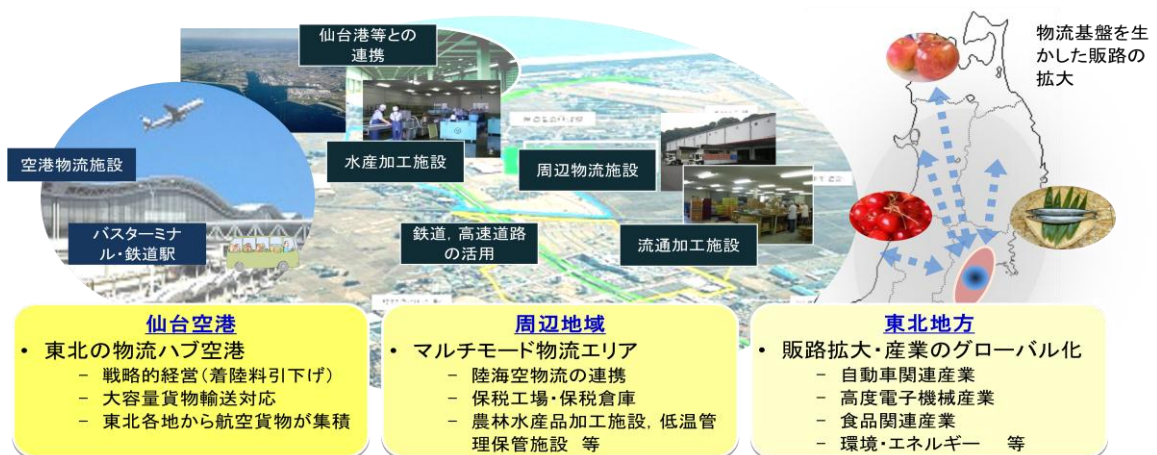 仙台港等との
連携
物流基盤を生
かした販路の
拡大
空港物流施設
水産加工施設
周辺物流施設
バスターミナ
ル・鉄道駅
鉄道，高速道路
の活用
流通加工施設
仙台空港
• 東北の物流ハブ空港
－ 戦略的経営（着陸料引下げ）
－ 大容量貨物輸送対応
－ 東北各地から航空貨物が集積
周辺地域
• マルチモード物流エリア
－ 陸海空物流の連携
－ 保税工場・保税倉庫
－ 農林水産品加工施設，低温管
理保管施設 等
東北地方
• 販路拡大・産業のグローバル化
－ 自動車関連産業
－ 高度電子機械産業
－ 食品関連産業
－ 環境・エネルギー 等